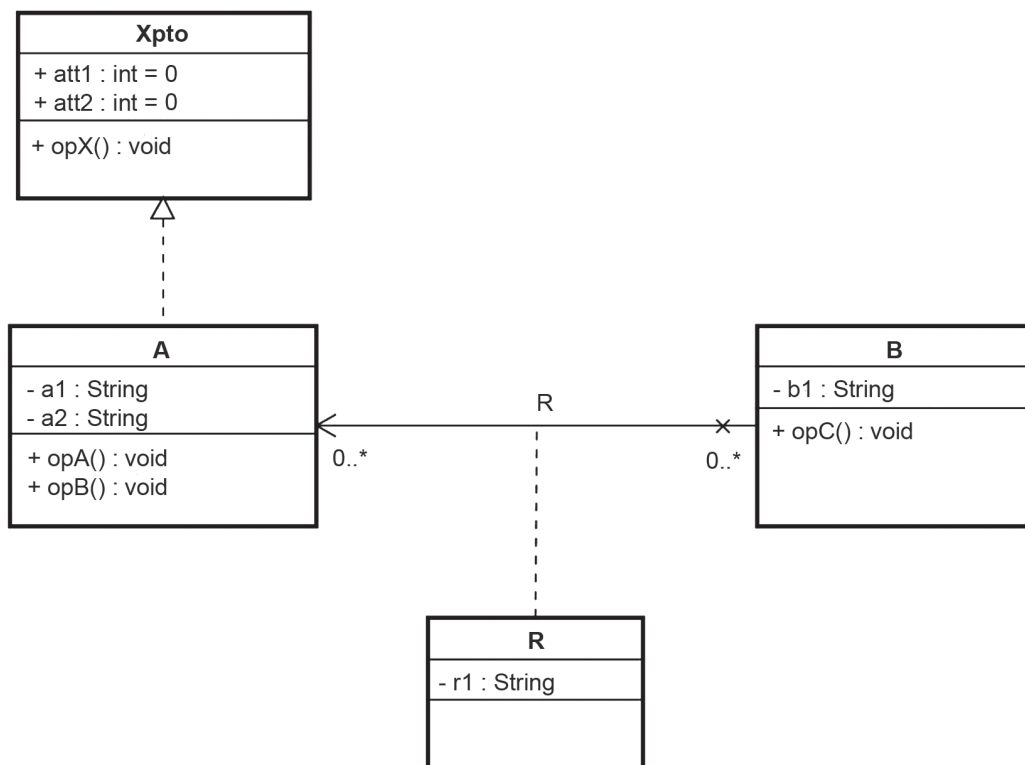 Xpto
+ att1 : int = 0
+ att2 : int = 0
+ opX() : void
A
- a1 : String
- a2 : String
+ opA() : void
+ opB() : void
R
0..*
0..*
B
- b1 : String
+ opC() : void
R
- r1 : String